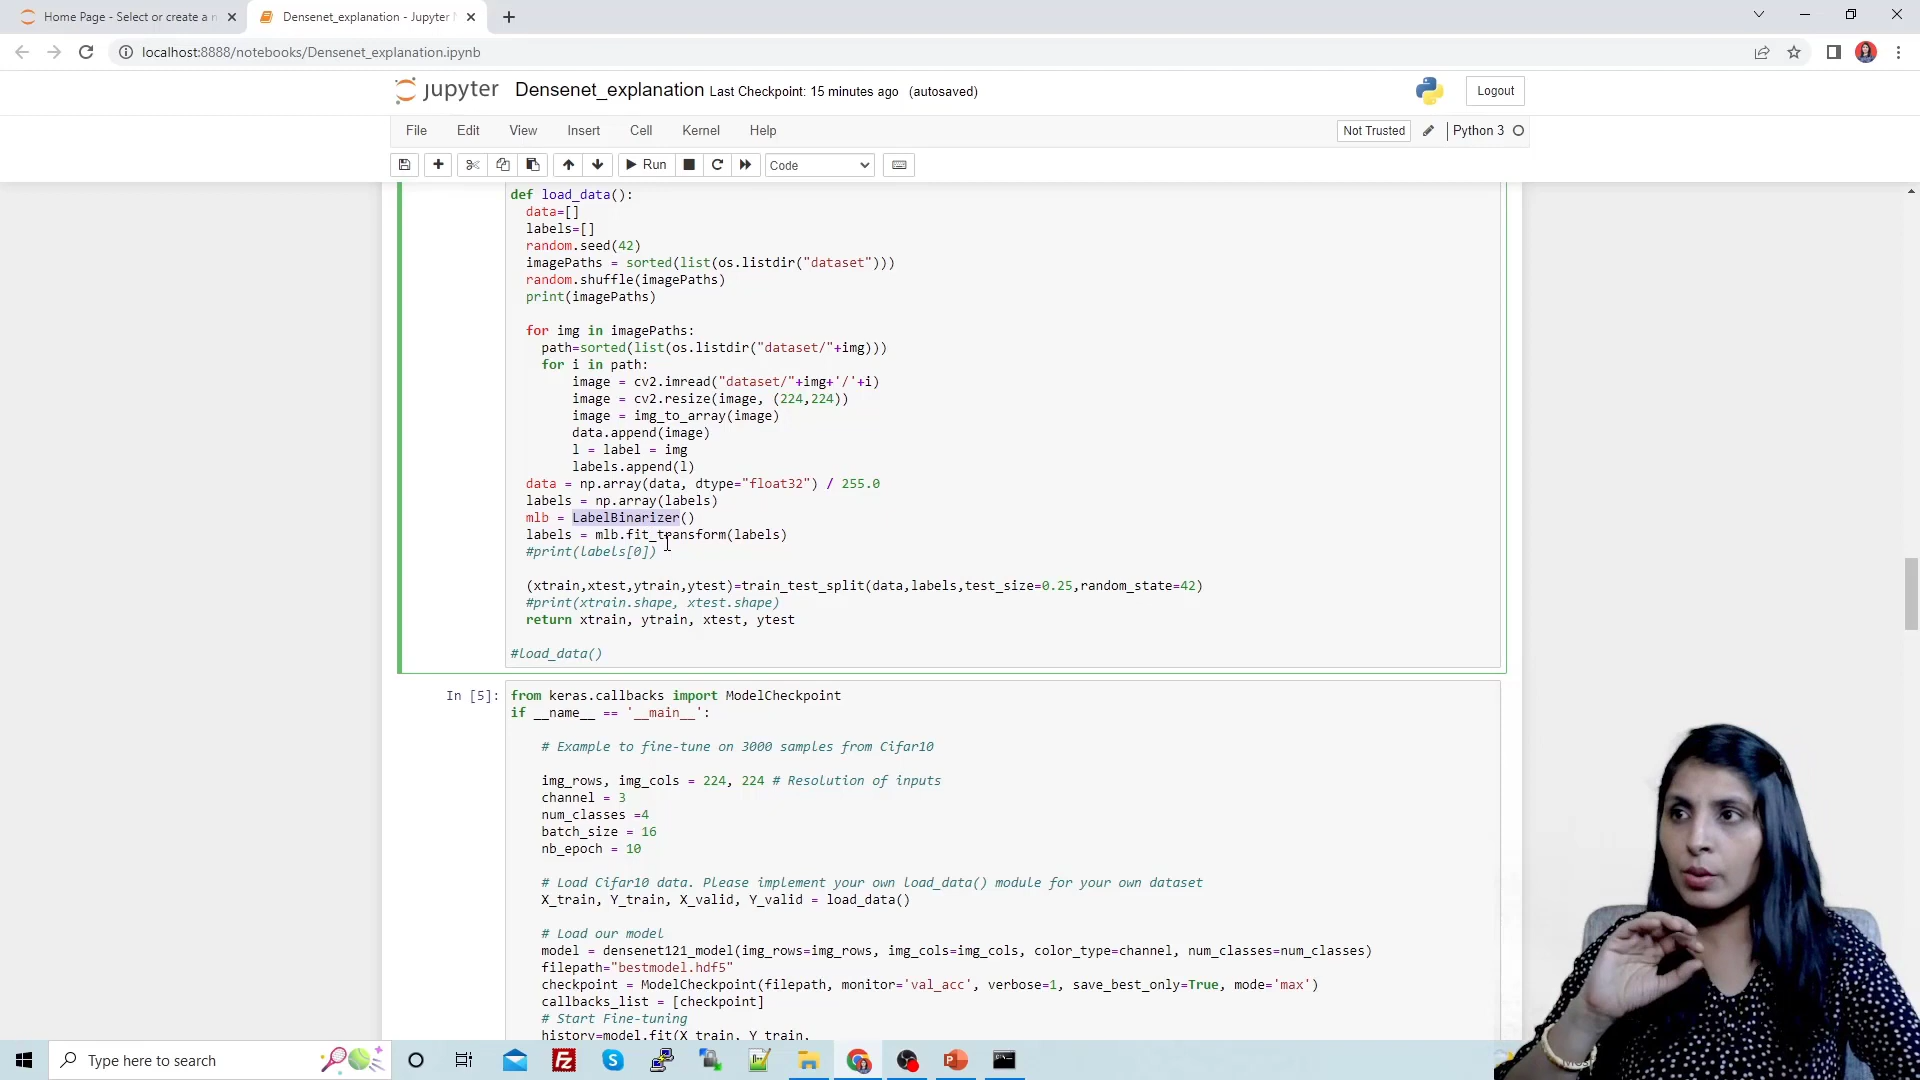 Home Page - Select or create a n
Densenet_explanation - Jupyter N
localhost:8888/notebooks/Densenet_explanation.ipynb
jupyter Densenet_explanation Last Checkpoint: 15 minutes ago (autosaved)
Logout
File Edit View Insert Cell Kernel Help
Not Trusted
Python 3
Run
Code
def load_data():
data=[]
labels=[]
random.seed(42)
imagePaths = sorted(list(os.listdir("dataset")))
random.shuffle(imagePaths)
print(imagePaths)
for img in imagePaths:
path=sorted(list(os.listdir("dataset/"+img)))
for i in path:
image = cv2.imread("dataset/"+img+'/'+i)
image = cv2.resize(image, (224,224))
image = img_to_array(image)
data.append(image)
l = label = img
labels.append(l)
data = np.array(data, dtype="float32") / 255.0
labels = np.array(labels)
mlb = LabelBinarizer()
labels = mlb.fit_transform(labels)
#print(labels[0])
(xtrain,xtest,ytrain,ytest)=train_test_split(data,labels,test_size=0.25,random_state=42)
#print(xtrain.shape, xtest.shape)
return xtrain, ytrain, xtest, ytest
#load_data()
In [5]: from keras.callbacks import ModelCheckpoint
if __name__ == '__main__':
# Example to fine-tune on 3000 samples from Cifar10
img_rows, img_cols = 224, 224 # Resolution of inputs
channel = 3
num_classes =4
batch_size = 16
nb_epoch = 10
# Load Cifar10 data. Please implement your own load_data() module for your own dataset
X_train, Y_train, X_valid, Y_valid = load_data()
# Load our model
model = densenet121_model(img_rows=img_rows, img_cols=img_cols, color_type=channel, num_classes=num_classes)
filepath="bestmodel.hdf5"
checkpoint = ModelCheckpoint(filepath, monitor='val_acc', verbose=1, save_best_only=True, mode='max')
callbacks_list = [checkpoint]
# Start Fine-tuning
history=model.fit(X_train, Y_train,
Type here to search